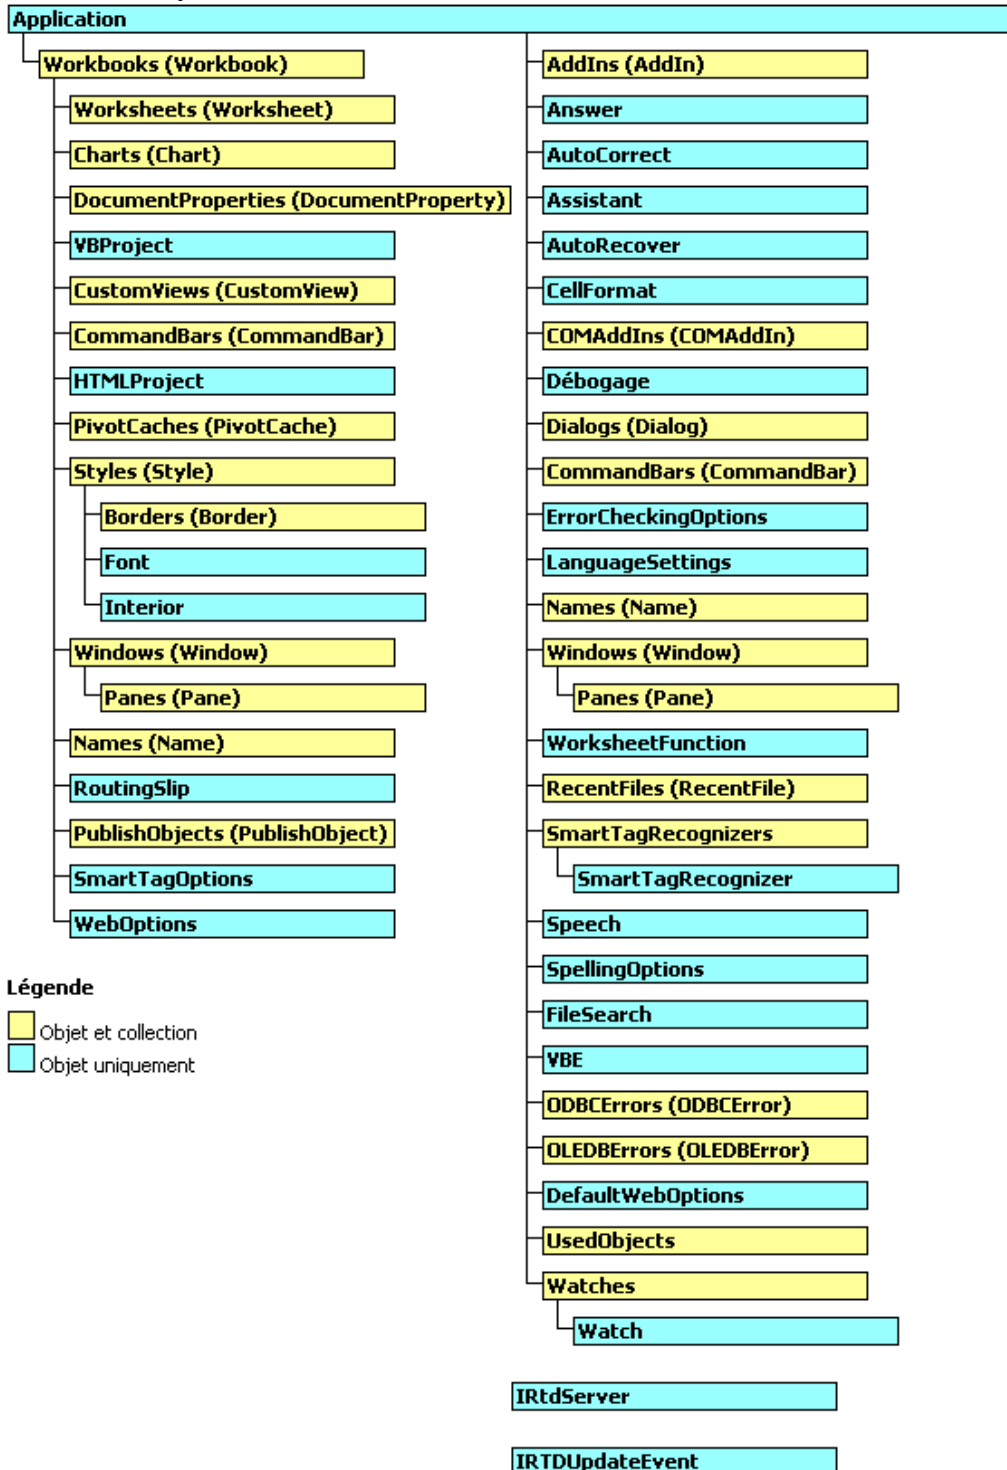 Application
Workbooks (Workbook)
Worksheets (Worksheet)
Charts (Chart)
DocumentProperties (DocumentProperty)
VBProject
CustomViews (CustomView)
CommandBars (CommandBar)
HTMLProject
PivotCaches (PivotCache)
Styles (Style)
Borders (Border)
Font
Interior
Windows (Window)
Panes (Pane)
Names (Name)
RoutingSlip
PublishObjects (PublishObject)
SmartTagOptions
WebOptions
Légende
Objet et collection
Objet uniquement
AddIns (AddIn)
Answer
AutoCorrect
Assistant
AutoRecover
CellFormat
COMAddIns (COMAddIn)
Débogage
Dialogs (Dialog)
CommandBars (CommandBar)
ErrorCheckingOptions
LanguageSettings
Names (Name)
Windows (Window)
Panes (Pane)
WorksheetFunction
RecentFiles (RecentFile)
SmartTagRecognizers
SmartTagRecognizer
Speech
SpellingOptions
FileSearch
VBE
ODBCErrors (ODBCError)
OLEDBErrors (OLEDBError)
DefaultWebOptions
UsedObjects
Watches
Watch
IRtdServer
IRTDUpdateEvent